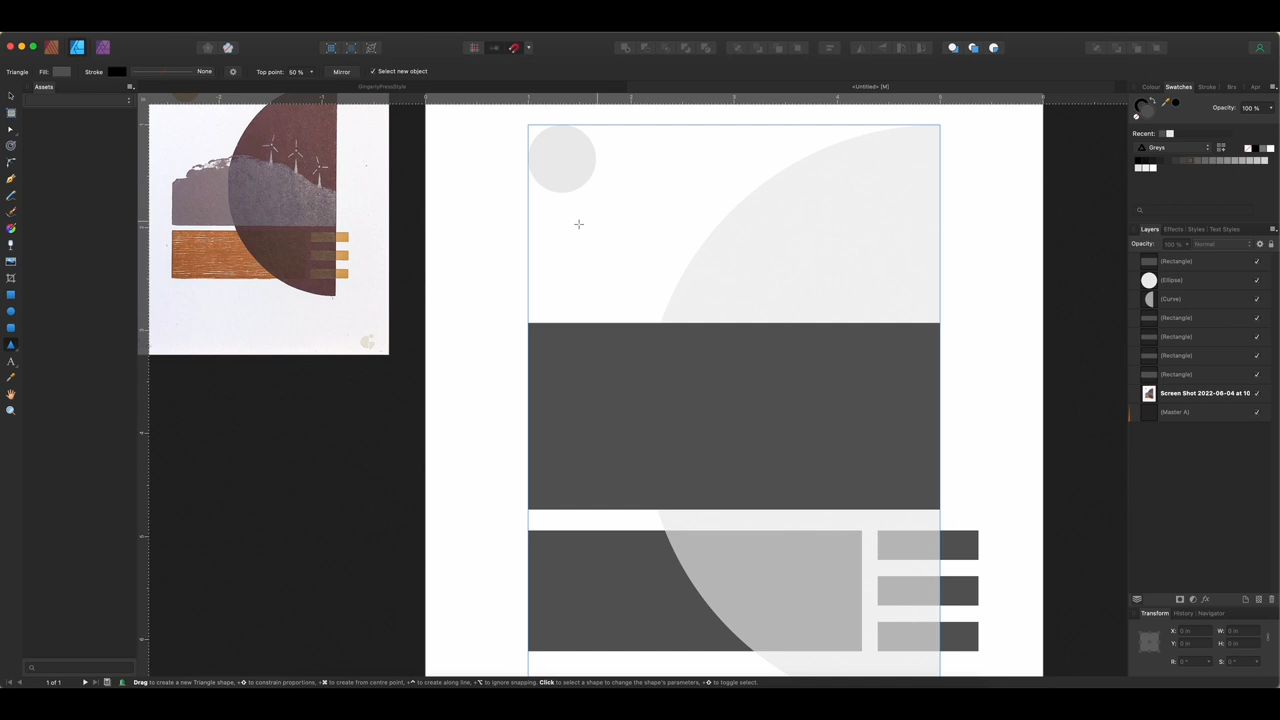 Triangle
Fill:
Stroke
None
Top point: 50 %
Mirror
Select new object
Assets
GingerlyPressStyle
<Untitled> [M]
Colour
Swatches
Stroke
Brs
Apr
Opacity: 100 %
Recent:
Greys
Layers
Effects
Styles
Text Styles
Opacity: 100 %
Normal
(Rectangle)
(Ellipse)
(Curve)
(Rectangle)
(Rectangle)
(Rectangle)
(Rectangle)
Screen Shot 2022-06-04 at 10
(Master A)
Transform
History
Navigator
X: 0 in
W: 0 in
Y: 0 in
H: 0 in
R: 0 °
S: 0 °
1 of 1
Drag to create a new Triangle shape, +⇧ to constrain proportions, +⌘ to create from centre point, +^ to create along line, +⌥ to ignore snapping. Click to select a shape to change the shape's parameters, +⇧ to toggle select.